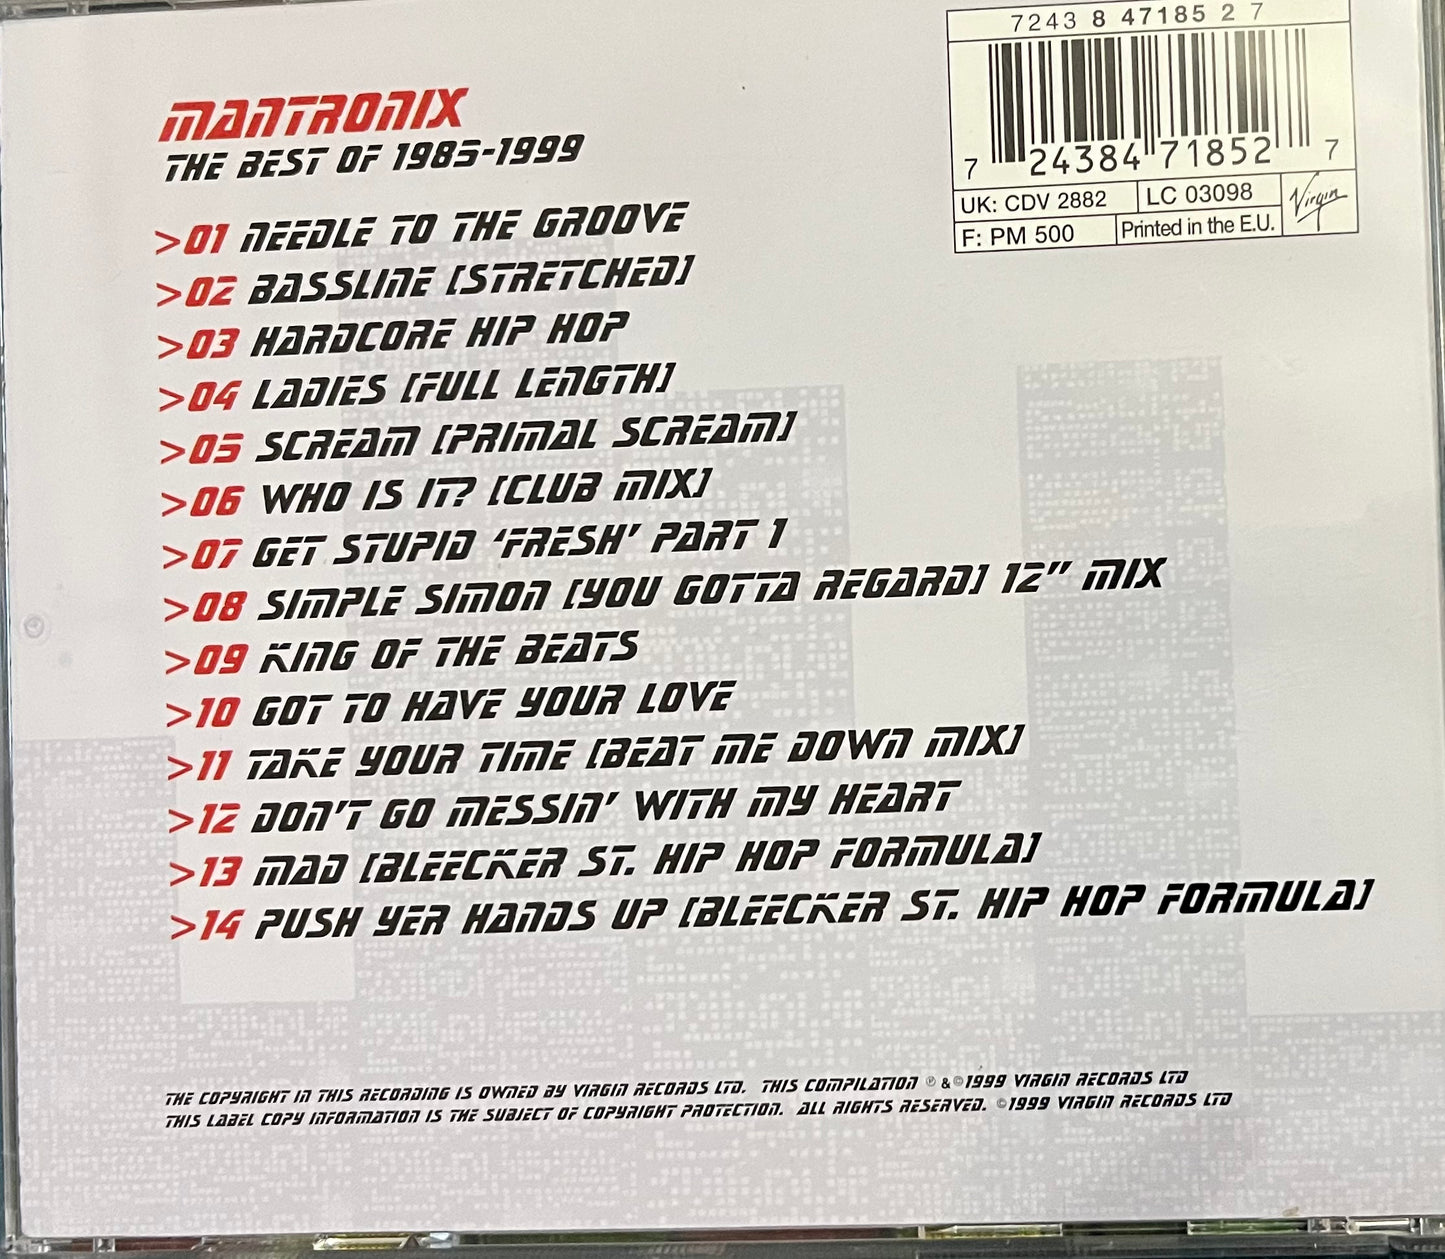 7243 8 47185 2 7
7 24384 71852 7
UK: CDV 2882
LC 03098
F: PM 500
Printed in the E.U.
Virgin
MANTRONIX
THE BEST OF 1985-1999
>01 NEEDLE TO THE GROOVE
>02 BASSLINE [STRETCHED]
>03 HARDCORE HIP HOP
>04 LADIES [FULL LENGTH]
>05 SCREAM [PRIMAL SCREAM]
>06 WHO IS IT? [CLUB MIX]
>07 GET STUPID ‘FRESH’ PART 1
>08 SIMPLE SIMON [YOU GOTTA REGARD] 12” MIX
>09 KING OF THE BEATS
>10 GOT TO HAVE YOUR LOVE
>11 TAKE YOUR TIME [BEAT ME DOWN MIX]
>12 DON’T GO MESSIN’ WITH MY HEART
>13 MAD [BLEECKER ST. HIP HOP FORMULA]
>14 PUSH YER HANDS UP [BLEECKER ST. HIP HOP FORMULA]
THE COPYRIGHT IN THIS RECORDING IS OWNED BY VIRGIN RECORDS LTD. THIS COMPILATION ℗ & © 1999 VIRGIN RECORDS LTD
THIS LABEL COPY INFORMATION IS THE SUBJECT OF COPYRIGHT PROTECTION. ALL RIGHTS RESERVED. © 1999 VIRGIN RECORDS LTD